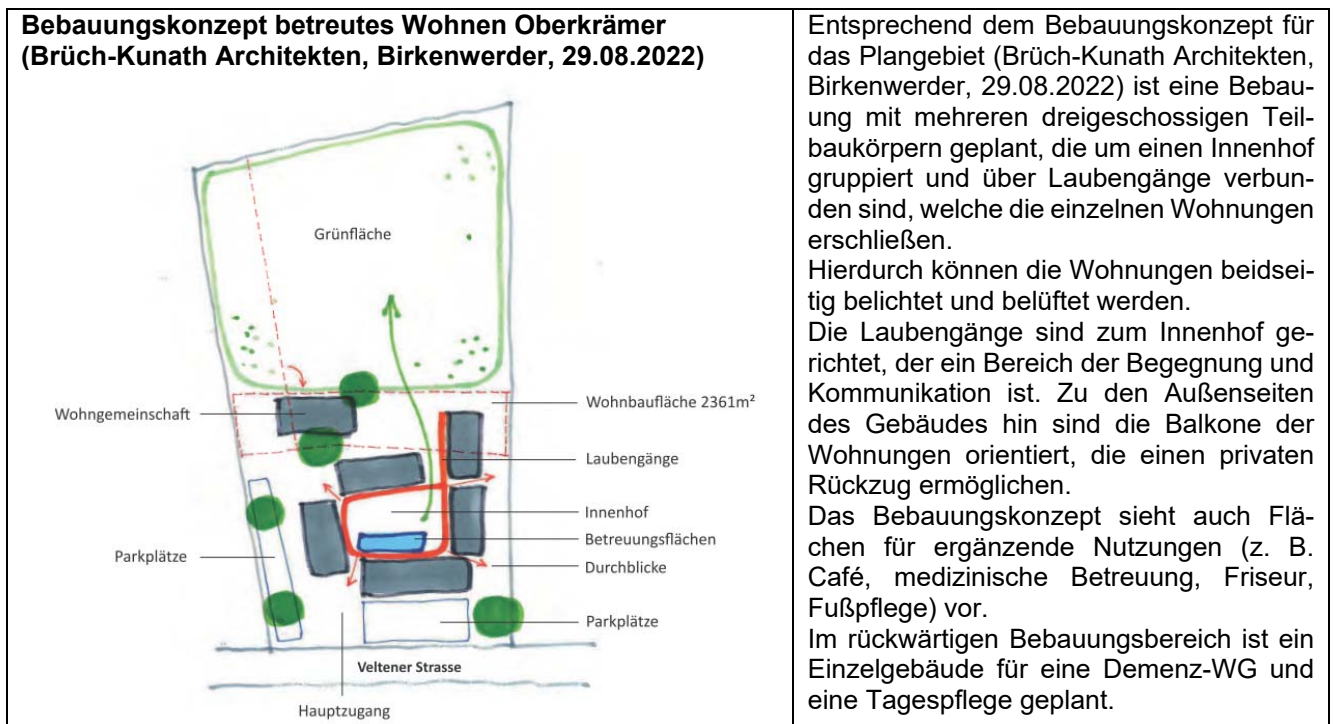 Bebauungskonzept betreutes Wohnen Oberkrämer
(Brüch-Kunath Architekten, Birkenwerder, 29.08.2022)
Grünfläche
Wohngemeinschaft
Wohnbaufläche 2361m²
Laubengänge
Innenhof
Betreuungsflächen
Parkplätze
Durchblicke
Parkplätze
Veltener Strasse
Hauptzugang
Entsprechend dem Bebauungskonzept für
das Plangebiet (Brüch-Kunath Architekten,
Birkenwerder, 29.08.2022) ist eine Bebau-
ung mit mehreren dreigeschossigen Teil-
baukörpern geplant, die um einen Innenhof
gruppiert und über Laubengänge verbun-
den sind, welche die einzelnen Wohnungen
erschließen.
Hierdurch können die Wohnungen beidsei-
tig belichtet und belüftet werden.
Die Laubengänge sind zum Innenhof ge-
richtet, der ein Bereich der Begegnung und
Kommunikation ist. Zu den Außenseiten
des Gebäudes hin sind die Balkone der
Wohnungen orientiert, die einen privaten
Rückzug ermöglichen.
Das Bebauungskonzept sieht auch Flä-
chen für ergänzende Nutzungen (z. B.
Café, medizinische Betreuung, Friseur,
Fußpflege) vor.
Im rückwärtigen Bebauungsbereich ist ein
Einzelgebäude für eine Demenz-WG und
eine Tagespflege geplant.